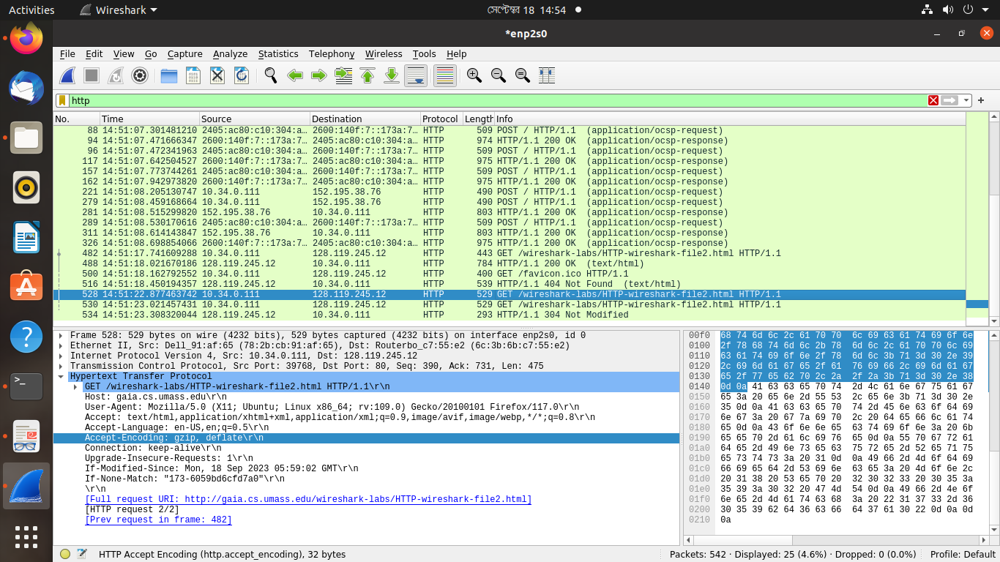 Activities Wireshark সেপ্টেম্বর 18 14:54
*enp2s0
File Edit View Go Capture Analyze Statistics Telephony Wireless Tools Help
http
No. Time Source Destination Protocol Length Info
88 14:51:07.301481210 2405:ac80:c10:304:a… 2600:140f:7::173a:7… HTTP 509 POST / HTTP/1.1 (application/ocsp-request)
94 14:51:07.471666347 2600:140f:7::173a:7… 2405:ac80:c10:304:a… HTTP 974 HTTP/1.1 200 OK (application/ocsp-response)
96 14:51:07.472341963 2405:ac80:c10:304:a… 2600:140f:7::173a:7… HTTP 509 POST / HTTP/1.1 (application/ocsp-request)
117 14:51:07.642504527 2600:140f:7::173a:7… 2405:ac80:c10:304:a… HTTP 975 HTTP/1.1 200 OK (application/ocsp-response)
157 14:51:07.773744261 2405:ac80:c10:304:a… 2600:140f:7::173a:7… HTTP 509 POST / HTTP/1.1 (application/ocsp-request)
162 14:51:07.942973820 2600:140f:7::173a:7… 2405:ac80:c10:304:a… HTTP 975 HTTP/1.1 200 OK (application/ocsp-response)
221 14:51:08.205130747 10.34.0.111 152.195.38.76 HTTP 490 POST / HTTP/1.1 (application/ocsp-request)
279 14:51:08.459168664 10.34.0.111 152.195.38.76 HTTP 490 POST / HTTP/1.1 (application/ocsp-request)
281 14:51:08.515299820 152.195.38.76 10.34.0.111 HTTP 803 HTTP/1.1 200 OK (application/ocsp-response)
289 14:51:08.530170616 2405:ac80:c10:304:a… 2600:140f:7::173a:7… HTTP 509 POST / HTTP/1.1 (application/ocsp-request)
311 14:51:08.614143847 152.195.38.76 10.34.0.111 HTTP 803 HTTP/1.1 200 OK (application/ocsp-response)
326 14:51:08.698854066 2600:140f:7::173a:7… 2405:ac80:c10:304:a… HTTP 975 HTTP/1.1 200 OK (application/ocsp-response)
482 14:51:17.741609288 10.34.0.111 128.119.245.12 HTTP 443 GET /wireshark-labs/HTTP-wireshark-file2.html HTTP/1.1
488 14:51:18.021670186 128.119.245.12 10.34.0.111 HTTP 784 HTTP/1.1 200 OK (text/html)
500 14:51:18.162792552 10.34.0.111 128.119.245.12 HTTP 400 GET /favicon.ico HTTP/1.1
516 14:51:18.450194357 128.119.245.12 10.34.0.111 HTTP 539 HTTP/1.1 404 Not Found (text/html)
528 14:51:22.877463742 10.34.0.111 128.119.245.12 HTTP 529 GET /wireshark-labs/HTTP-wireshark-file2.html HTTP/1.1
530 14:51:23.021457431 10.34.0.111 128.119.245.12 HTTP 529 GET /wireshark-labs/HTTP-wireshark-file2.html HTTP/1.1
534 14:51:23.308320044 128.119.245.12 10.34.0.111 HTTP 293 HTTP/1.1 304 Not Modified
Frame 528: 529 bytes on wire (4232 bits), 529 bytes captured (4232 bits) on interface enp2s0, id 0
Ethernet II, Src: Dell_91:af:65 (78:2b:cb:91:af:65), Dst: Routerbo_c7:55:e2 (6c:3b:6b:c7:55:e2)
Internet Protocol Version 4, Src: 10.34.0.111, Dst: 128.119.245.12
Transmission Control Protocol, Src Port: 39768, Dst Port: 80, Seq: 390, Ack: 731, Len: 475
Hypertext Transfer Protocol
GET /wireshark-labs/HTTP-wireshark-file2.html HTTP/1.1\r\n
Host: gaia.cs.umass.edu\r\n
User-Agent: Mozilla/5.0 (X11; Ubuntu; Linux x86_64; rv:109.0) Gecko/20100101 Firefox/117.0\r\n
Accept: text/html,application/xhtml+xml,application/xml;q=0.9,image/avif,image/webp,*/*;q=0.8\r\n
Accept-Language: en-US,en;q=0.5\r\n
Accept-Encoding: gzip, deflate\r\n
Connection: keep-alive\r\n
Upgrade-Insecure-Requests: 1\r\n
If-Modified-Since: Mon, 18 Sep 2023 05:59:02 GMT\r\n
If-None-Match: "173-6059bd6cfd7a0"\r\n
\r\n
[Full request URI: http://gaia.cs.umass.edu/wireshark-labs/HTTP-wireshark-file2.html]
[HTTP request 2/2]
[Prev request in frame: 482]
00f0 68 74 6d 6c 2c 61 70 70 6c 69 63 61 74 69 6f 6e
0100 2f 78 68 74 6d 6c 2b 78 6d 6c 2c 61 70 70 6c 69
0110 63 61 74 69 6f 6e 2f 78 6d 6c 3b 71 3d 30 2e 39
0120 2c 69 6d 61 67 65 2f 61 76 69 66 2c 69 6d 61 67
0130 65 2f 77 65 62 70 2c 2a 2f 2a 3b 71 3d 30 2e 38
0140 0d 0a 41 63 63 65 70 74 2d 4c 61 6e 67 75 61 67
0150 65 3a 20 65 6e 2d 55 53 2c 65 6e 3b 71 3d 30 2e
0160 35 0d 0a 41 63 63 65 70 74 2d 45 6e 63 6f 64 69
0170 6e 67 3a 20 67 7a 69 70 2c 20 64 65 66 6c 61 74
0180 65 0d 0a 43 6f 6e 6e 65 63 74 69 6f 6e 3a 20 6b
0190 65 65 70 2d 61 6c 69 76 65 0d 0a 55 70 67 72 61
01a0 64 65 2d 49 6e 73 65 63 75 72 65 2d 52 65 71 75
01b0 65 73 74 73 3a 20 31 0d 0a 49 66 2d 4d 6f 64 69
01c0 66 69 65 64 2d 53 69 6e 63 65 3a 20 4d 6f 6e 2c
01d0 20 31 38 20 53 65 70 20 32 30 32 33 20 30 35 3a
01e0 35 39 3a 30 32 20 47 4d 54 0d 0a 49 66 2d 4e 6f
01f0 6e 65 2d 4d 61 74 63 68 3a 20 22 31 37 33 2d 36
0200 30 35 39 62 64 36 63 66 64 37 61 30 22 0d 0a 0d
0210 0a
HTTP Accept Encoding (http.accept_encoding), 32 bytes Packets: 542 · Displayed: 25 (4.6%) · Dropped: 0 (0.0%) Profile: Default